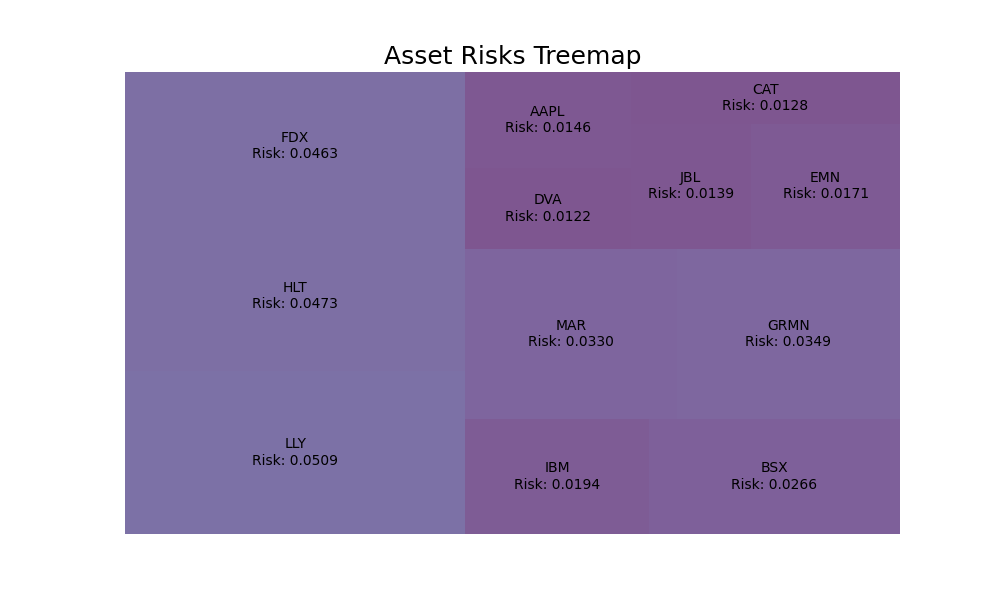 Asset Risks Treemap
FDX
Risk: 0.0463
HLT
Risk: 0.0473
LLY
Risk: 0.0509
AAPL
Risk: 0.0146
DVA
Risk: 0.0122
CAT
Risk: 0.0128
JBL
Risk: 0.0139
EMN
Risk: 0.0171
MAR
Risk: 0.0330
GRMN
Risk: 0.0349
IBM
Risk: 0.0194
BSX
Risk: 0.0266